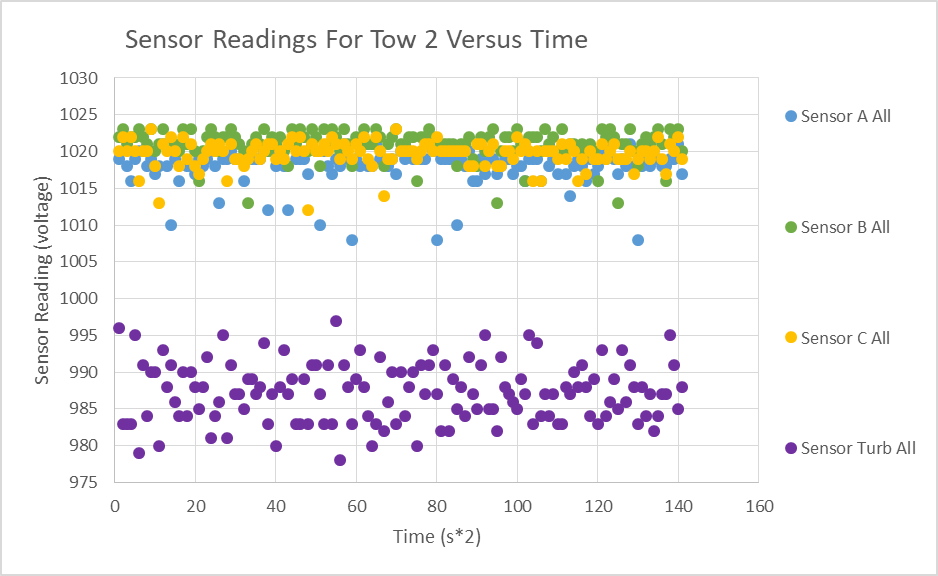 Sensor Readings For Tow 2 Versus Time
1030
1025
1020
1015
1010
1005
1000
995
990
985
980
975
0 20 40 60 80 100 120 140 160
Sensor Reading (voltage)
Time (s*2)
Sensor A All
Sensor B All
Sensor C All
Sensor Turb All